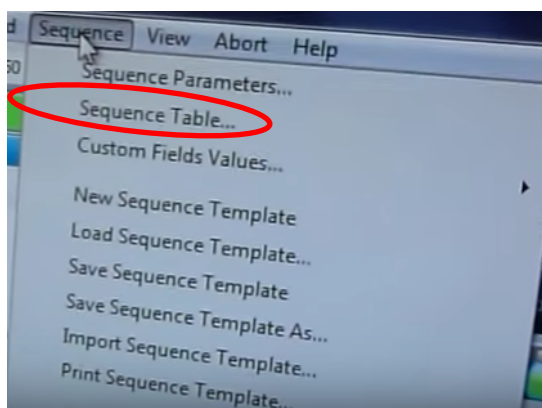 d Sequence View Abort Help
50
Sequence Parameters...
Sequence Table...
Custom Fields Values...
New Sequence Template
Load Sequence Template...
Save Sequence Template
Save Sequence Template As...
Import Sequence Template...
Print Sequence Template...